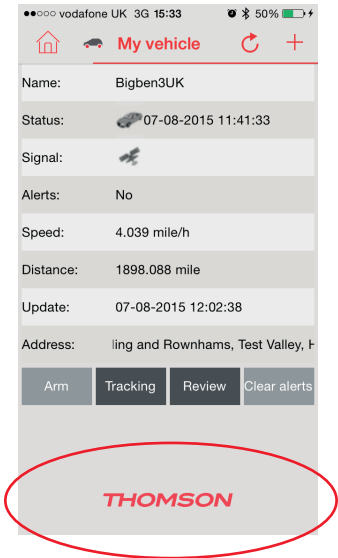 vodafone UK 3G 15:33 50%
My vehicle
Name: Bigben3UK
Status: 07-08-2015 11:41:33
Signal:
Alerts: No
Speed: 4.039 mile/h
Distance: 1898.088 mile
Update: 07-08-2015 12:02:38
Address: ling and Rownhams, Test Valley, H
Arm Tracking Review Clear alerts
THOMSON